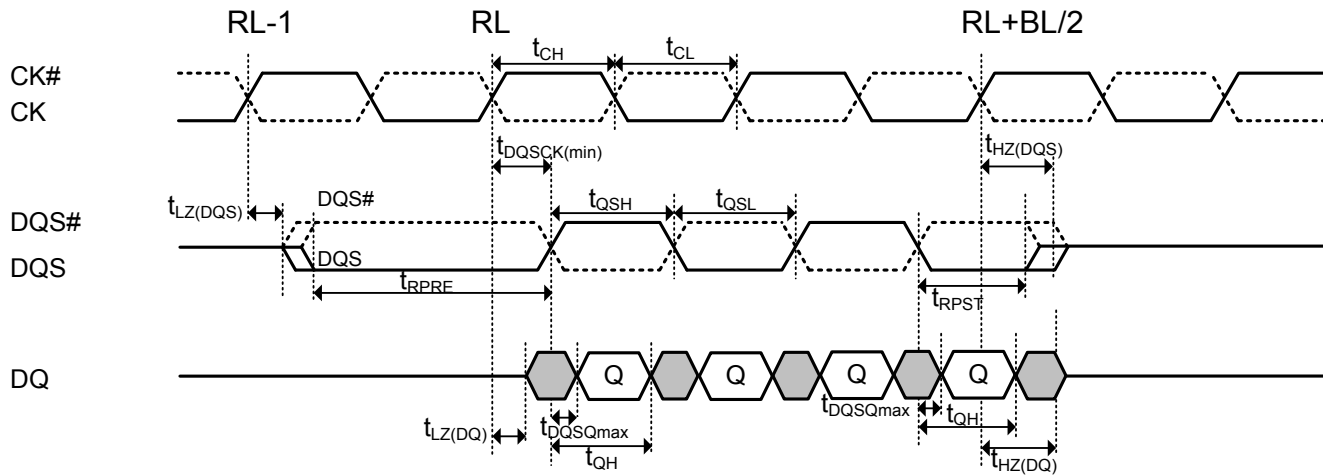 RL-1 RL RL+BL/2
tCH tCL
CK#
CK
tDQSCK(min) tHZ(DQS)
tLZ(DQS) DQS# tQSH tQSL
DQS#
DQS DQS
tRPRE tRPST
DQ Q Q Q Q
tDQSQmax
tLZ(DQ) tDQSQmax tQH
tQH tHZ(DQ)